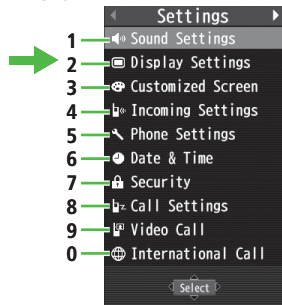 Settings
1 Sound Settings
2 Display Settings
3 Customized Screen
4 Incoming Settings
5 Phone Settings
6 Date & Time
7 Security
8 Call Settings
9 Video Call
0 International Call
Select